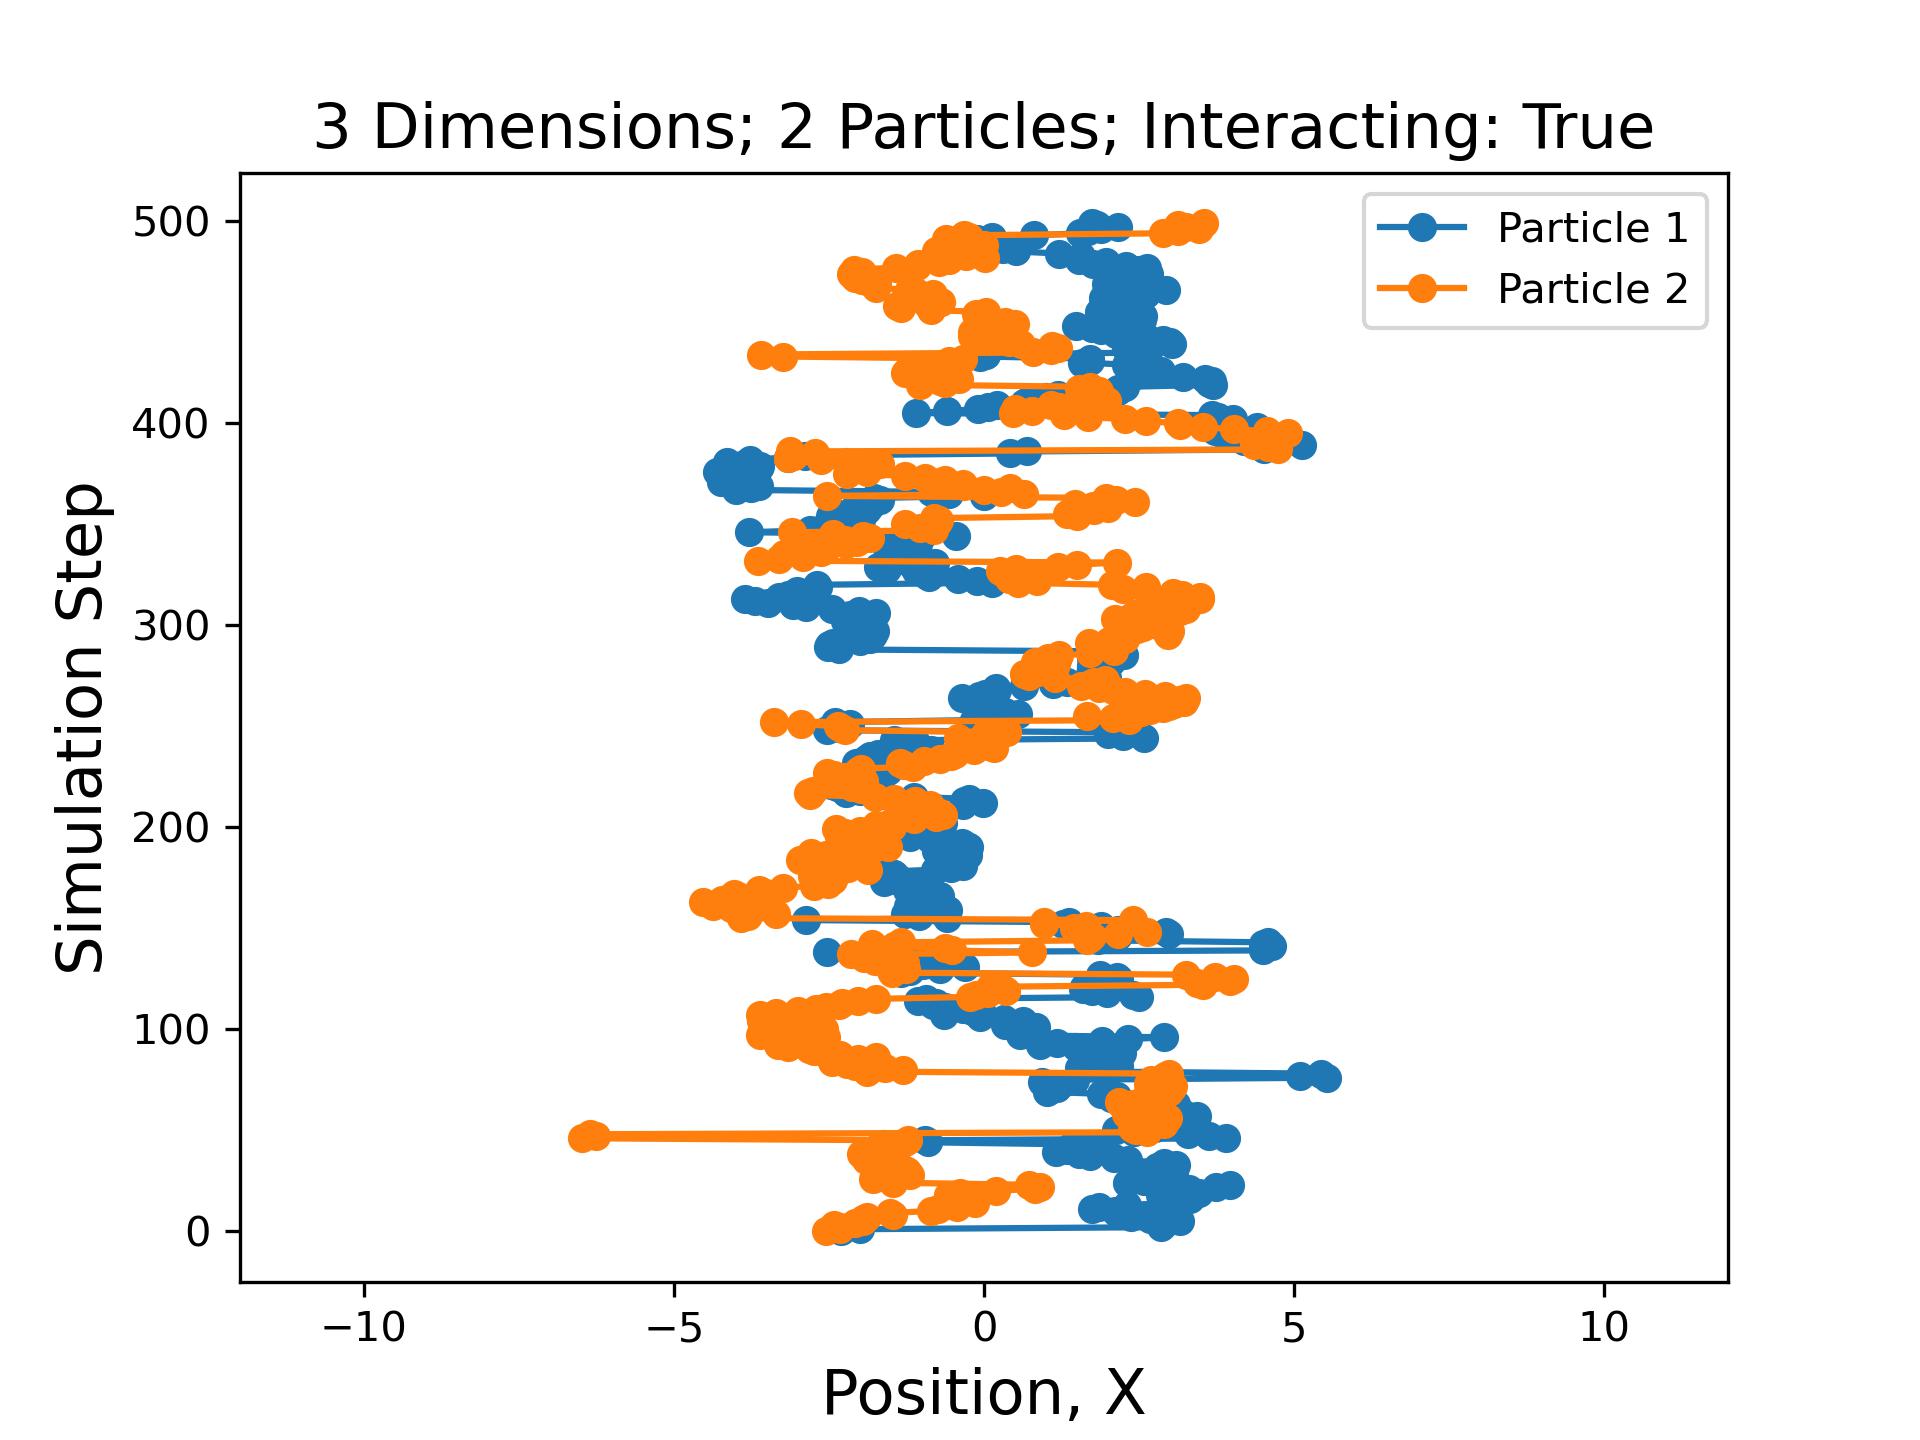 3 Dimensions; 2 Particles; Interacting: True
Particle 1
Particle 2
Simulation Step
500
400
300
200
100
0
−10
−5
0
5
10
Position, X